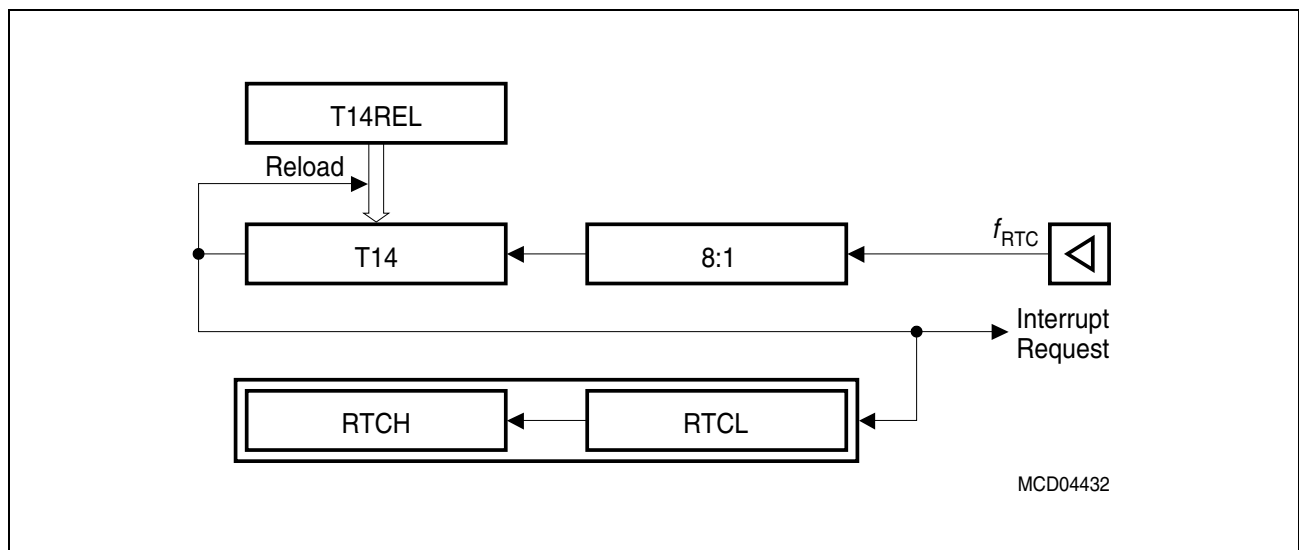 T14REL
Reload
T14
8:1
fRTC
Interrupt
Request
RTCH
RTCL
MCD04432